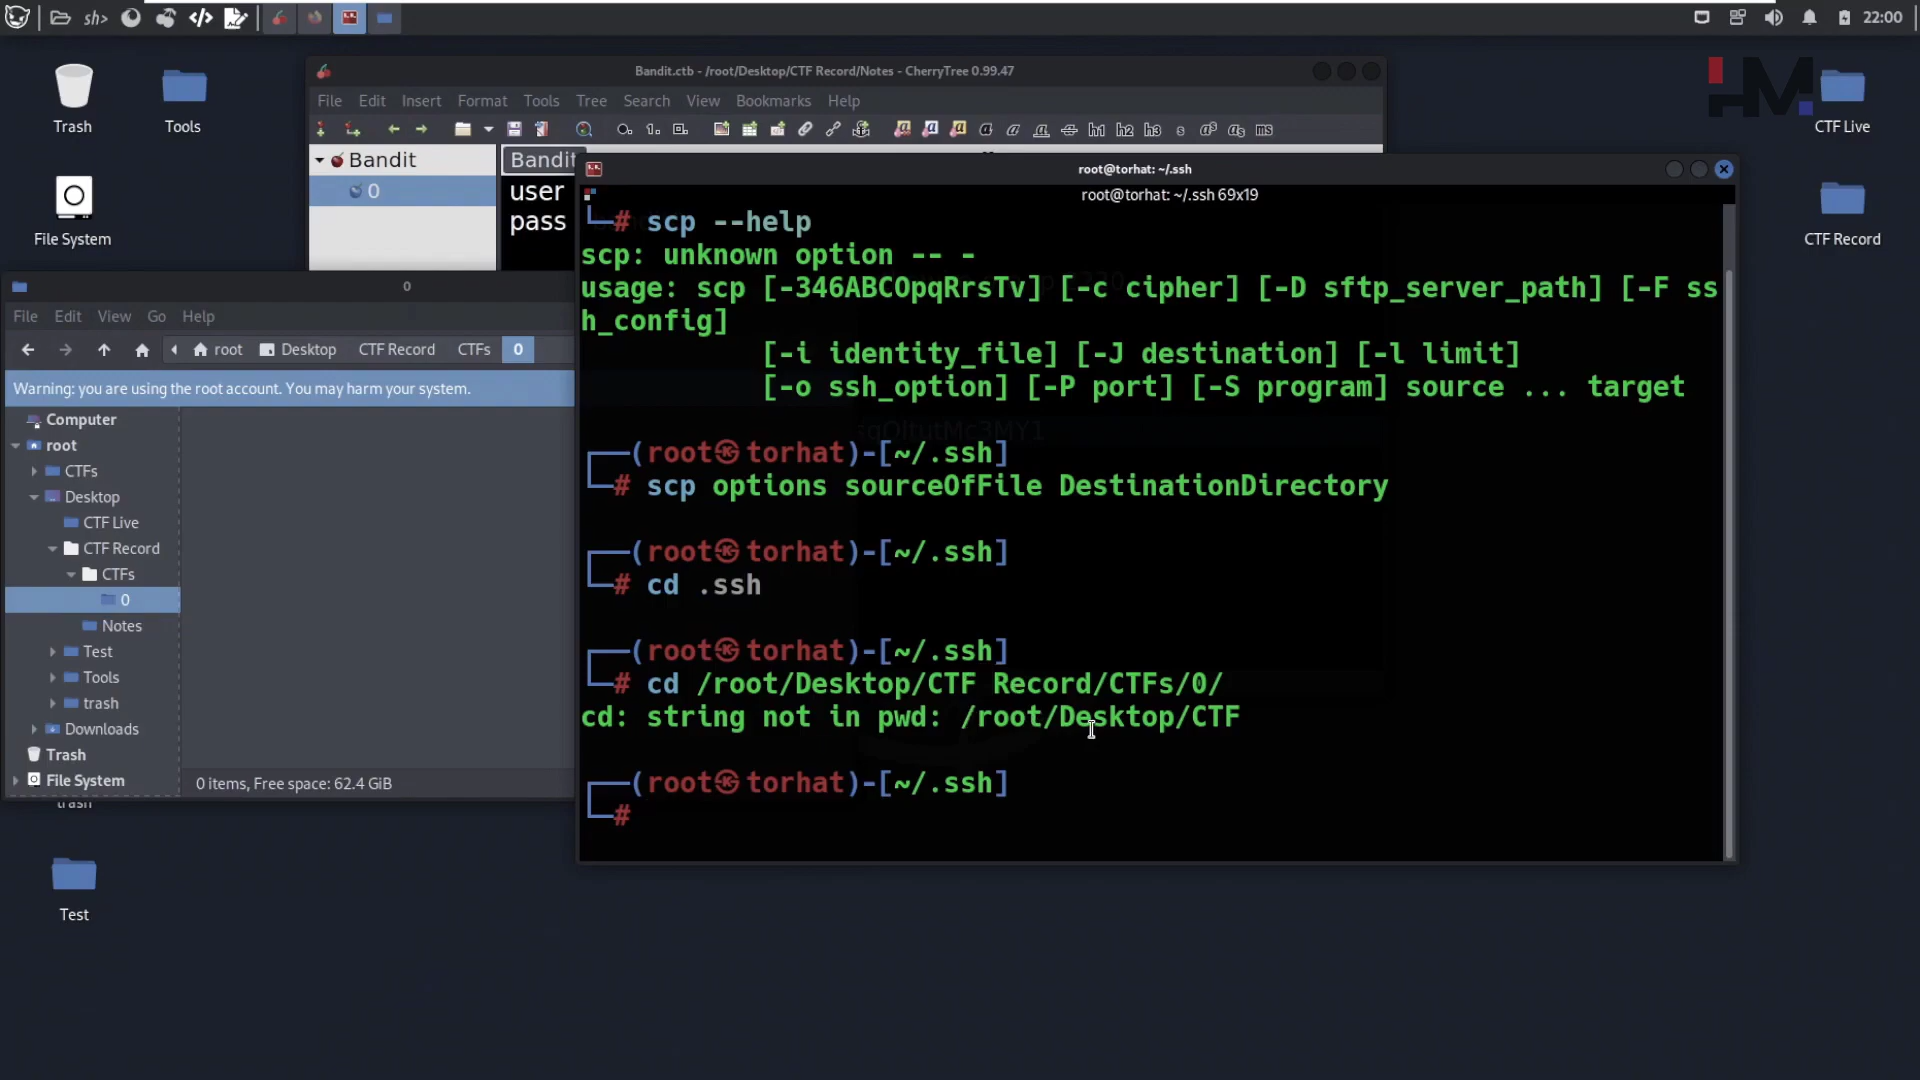 sh>
22:00
Trash
Tools
File System
CTF Live
CTF Record
HM
Bandit.ctb - /root/Desktop/CTF Record/Notes - CherryTree 0.99.47
File Edit Insert Format Tools Tree Search View Bookmarks Help
h1 h2 h3 s
Bandit
0
Bandit
user
pass
0
File Edit View Go Help
root Desktop CTF Record CTFs 0
Warning: you are using the root account. You may harm your system.
Computer
root
CTFs
Desktop
CTF Live
CTF Record
CTFs
0
Notes
Test
Tools
trash
Downloads
Trash
File System
0 items, Free space: 62.4 GiB
trash
Test
root@torhat: ~/.ssh
root@torhat: ~/.ssh 69x19
└─# scp --help
scp: unknown option -- -
usage: scp [-346ABCOpqRrsTv] [-c cipher] [-D sftp_server_path] [-F ss
h_config]
[-i identity_file] [-J destination] [-l limit]
[-o ssh_option] [-P port] [-S program] source ... target
┌──(root㉿torhat)-[~/.ssh]
└─# scp options sourceOfFile DestinationDirectory
┌──(root㉿torhat)-[~/.ssh]
└─# cd .ssh
┌──(root㉿torhat)-[~/.ssh]
└─# cd /root/Desktop/CTF Record/CTFs/0/
cd: string not in pwd: /root/Desktop/CTF
┌──(root㉿torhat)-[~/.ssh]
└─#